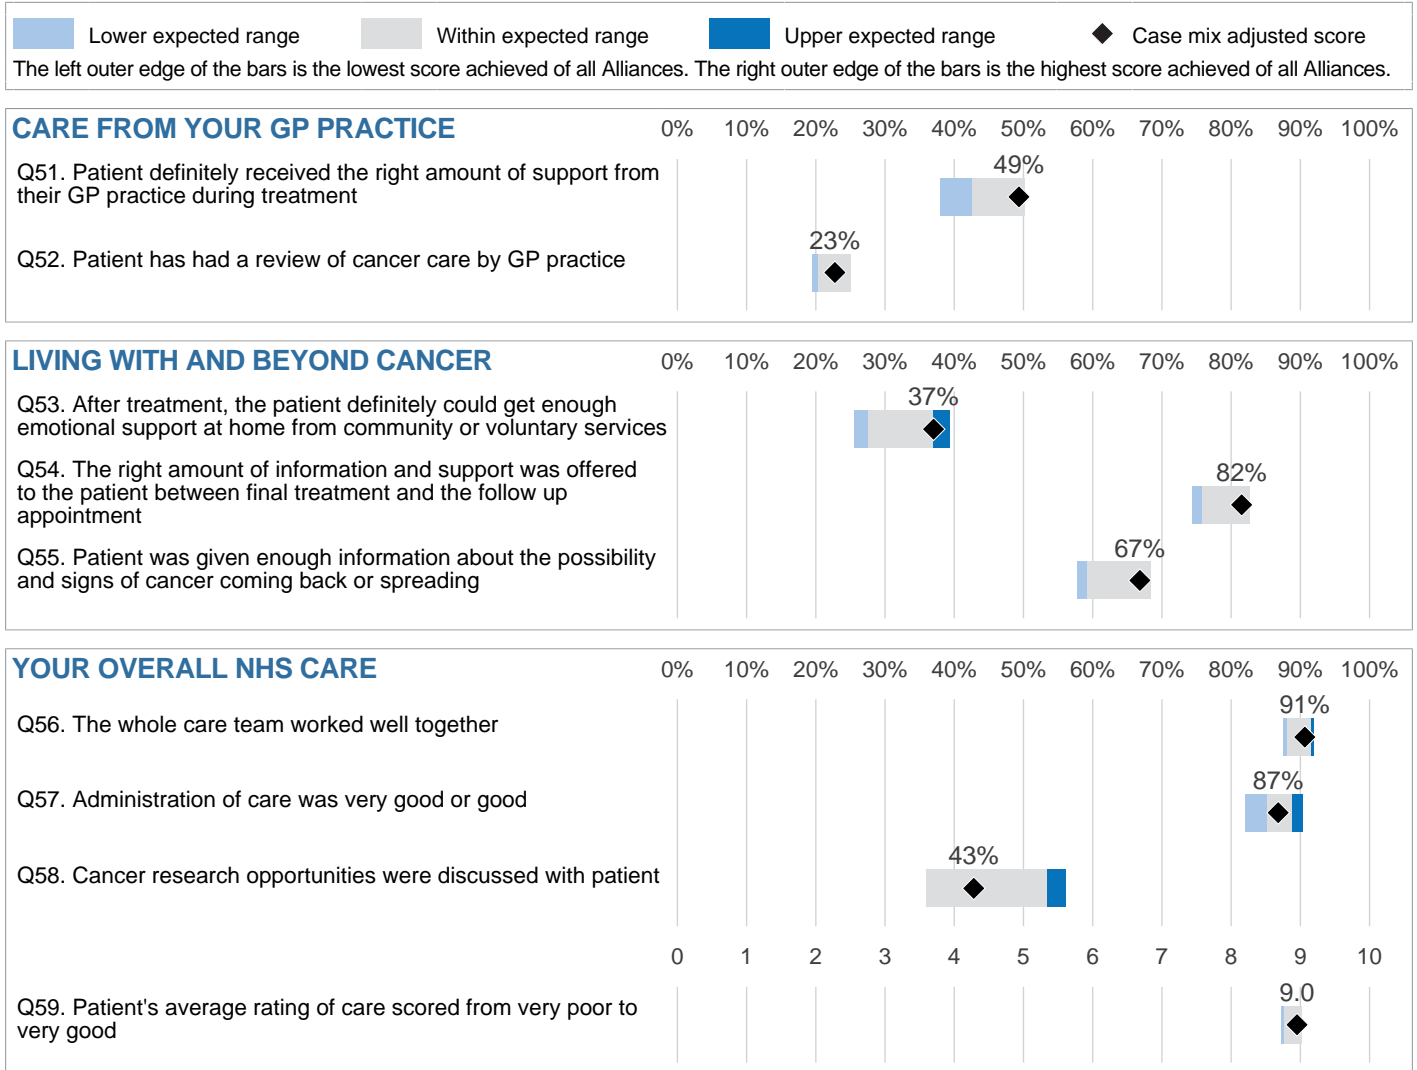 Lower expected range Within expected range Upper expected range Case mix adjusted score
The left outer edge of the bars is the lowest score achieved of all Alliances. The right outer edge of the bars is the highest score achieved of all Alliances.
CARE FROM YOUR GP PRACTICE 0% 10% 20% 30% 40% 50% 60% 70% 80% 90% 100%
Q51. Patient definitely received the right amount of support from
their GP practice during treatment
49%
Q52. Patient has had a review of cancer care by GP practice
23%
LIVING WITH AND BEYOND CANCER 0% 10% 20% 30% 40% 50% 60% 70% 80% 90% 100%
Q53. After treatment, the patient definitely could get enough
emotional support at home from community or voluntary services
37%
Q54. The right amount of information and support was offered
to the patient between final treatment and the follow up
appointment
82%
Q55. Patient was given enough information about the possibility
and signs of cancer coming back or spreading
67%
YOUR OVERALL NHS CARE 0% 10% 20% 30% 40% 50% 60% 70% 80% 90% 100%
Q56. The whole care team worked well together
91%
Q57. Administration of care was very good or good
87%
Q58. Cancer research opportunities were discussed with patient
43%
0 1 2 3 4 5 6 7 8 9 10
Q59. Patient's average rating of care scored from very poor to
very good
9.0